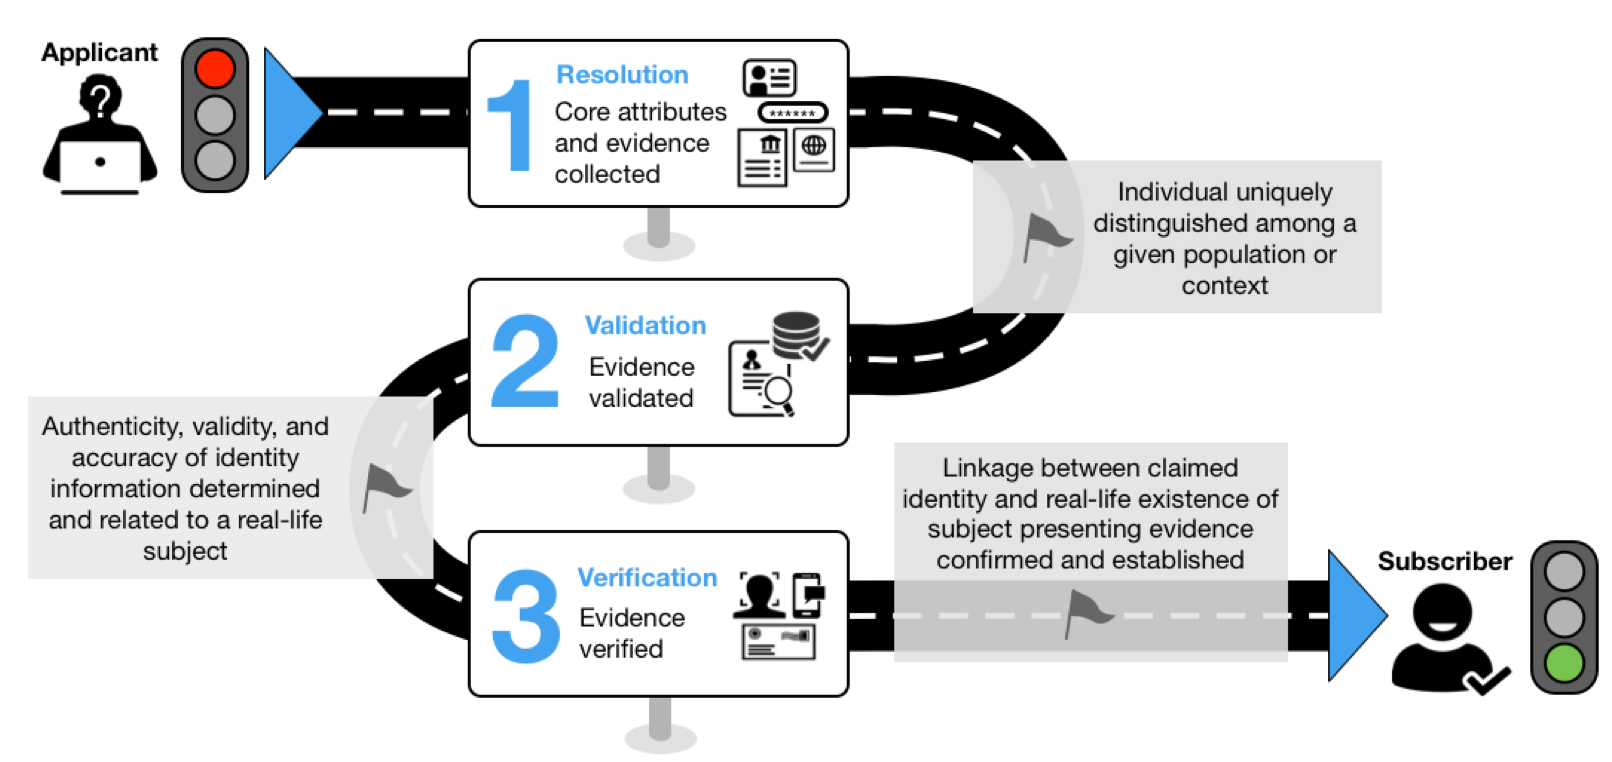 Applicant
?
1
Resolution
Core attributes
and evidence
collected
******
Individual uniquely
distinguished among a
given population or
context
2
Validation
Evidence
validated
Authenticity, validity, and
accuracy of identity
information determined
and related to a real-life
subject
3
Verification
Evidence
verified
Linkage between claimed
identity and real-life existence of
subject presenting evidence
confirmed and established
Subscriber